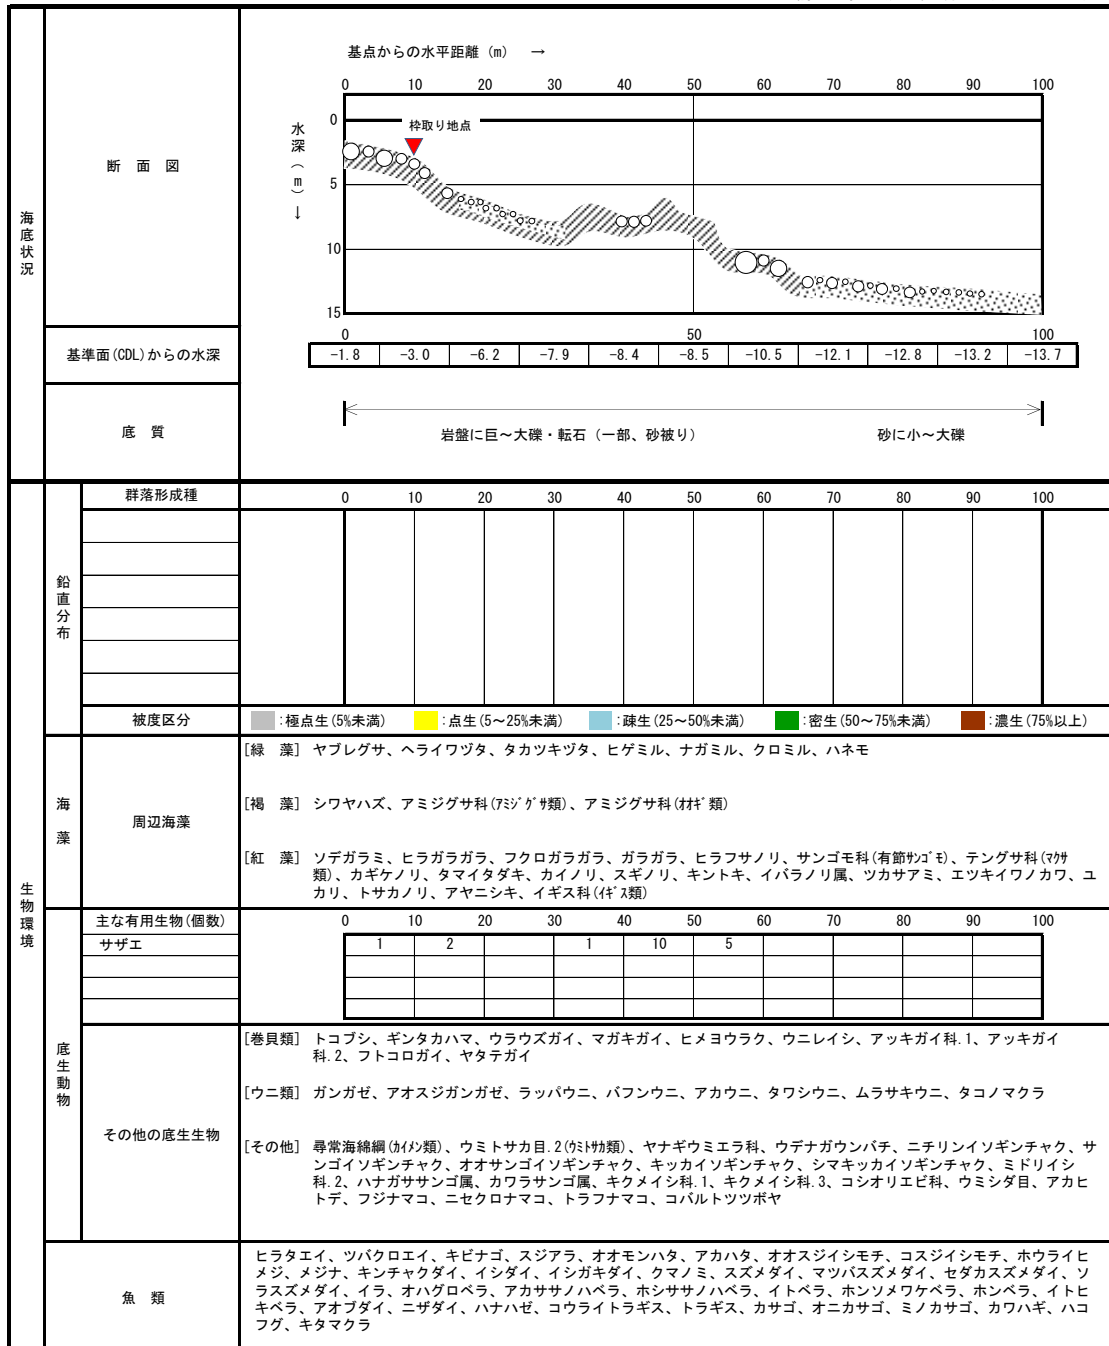 基点からの水平距離（m）　→
0 10 20 30 40 50 60 70 80 90 100
水深（m）↓
0
枠取り地点
5
10
15
海底状況
断　面　図
0 50 100
基準面(CDL)からの水深
-1.8 -3.0 -6.2 -7.9 -8.4 -8.5 -10.5 -12.1 -12.8 -13.2 -13.7
底　質
岩盤に巨～大礫・転石（一部、砂被り）　砂に小～大礫
生物環境
鉛直分布
群落形成種
0 10 20 30 40 50 60 70 80 90 100
被度区分
:極点生(5%未満) :点生(5～25%未満) :疎生(25～50%未満) :密生(50～75%未満) :濃生(75%以上)
海藻
周辺海藻
[緑　藻]　ヤブレグサ、ヘライワヅタ、タカツキヅタ、ヒゲミル、ナガミル、クロミル、ハネモ
[褐　藻]　シワヤハズ、アミジグサ科(ｱﾐｼﾞｸﾞｻ類)、アミジグサ科(ｵｵｷﾞ類)
[紅　藻]　ソデガラミ、ヒラガラガラ、フクロガラガラ、ガラガラ、ヒラフサノリ、サンゴモ科(有節ｻﾝｺﾞﾓ)、テングサ科(ﾏｸｻ
類)、カギケノリ、タマイタダキ、カイノリ、スギノリ、キントキ、イバラノリ属、ツカサアミ、エツキイワノカワ、ユ
カリ、トサカノリ、アヤニシキ、イギス科(ｲｷﾞｽ類)
底生動物
主な有用生物(個数)
0 10 20 30 40 50 60 70 80 90 100
サザエ 1 2 1 10 5
その他の底生生物
[巻貝類]　トコブシ、ギンタカハマ、ウラウズガイ、マガキガイ、ヒメヨウラク、ウニレイシ、アッキガイ科.1、アッキガイ
科.2、フトコロガイ、ヤタテガイ
[ウニ類]　ガンガゼ、アオスジガンガゼ、ラッパウニ、バフンウニ、アカウニ、タワシウニ、ムラサキウニ、タコノマクラ
[その他]　尋常海綿綱(ｶｲﾒﾝ類)、ウミトサカ目.2(ｳﾐﾄｻｶ類)、ヤナギウミエラ科、ウデナガウンバチ、ニチリンイソギンチャク、サ
ンゴイソギンチャク、オオサンゴイソギンチャク、キッカイソギンチャク、シマキッカイソギンチャク、ミドリイシ
科.2、ハナガササンゴ属、カワラサンゴ属、キクメイシ科.1、キクメイシ科.3、コシオリエビ科、ウミシダ目、アカヒ
トデ、フジナマコ、ニセクロナマコ、トラフナマコ、コバルトツツボヤ
魚　類
ヒラタエイ、ツバクロエイ、キビナゴ、スジアラ、オオモンハタ、アカハタ、オオスジイシモチ、コスジイシモチ、ホウライヒ
メジ、メジナ、キンチャクダイ、イシダイ、イシガキダイ、クマノミ、スズメダイ、マツバスズメダイ、セダカスズメダイ、ソ
ラスズメダイ、イラ、オハグロベラ、アカササノハベラ、ホシササノハベラ、イトベラ、ホンソメワケベラ、ホンベラ、イトヒ
キベラ、アオブダイ、ニザダイ、ハナハゼ、コウライトラギス、トラギス、カサゴ、オニカサゴ、ミノカサゴ、カワハギ、ハコ
フグ、キタマクラ